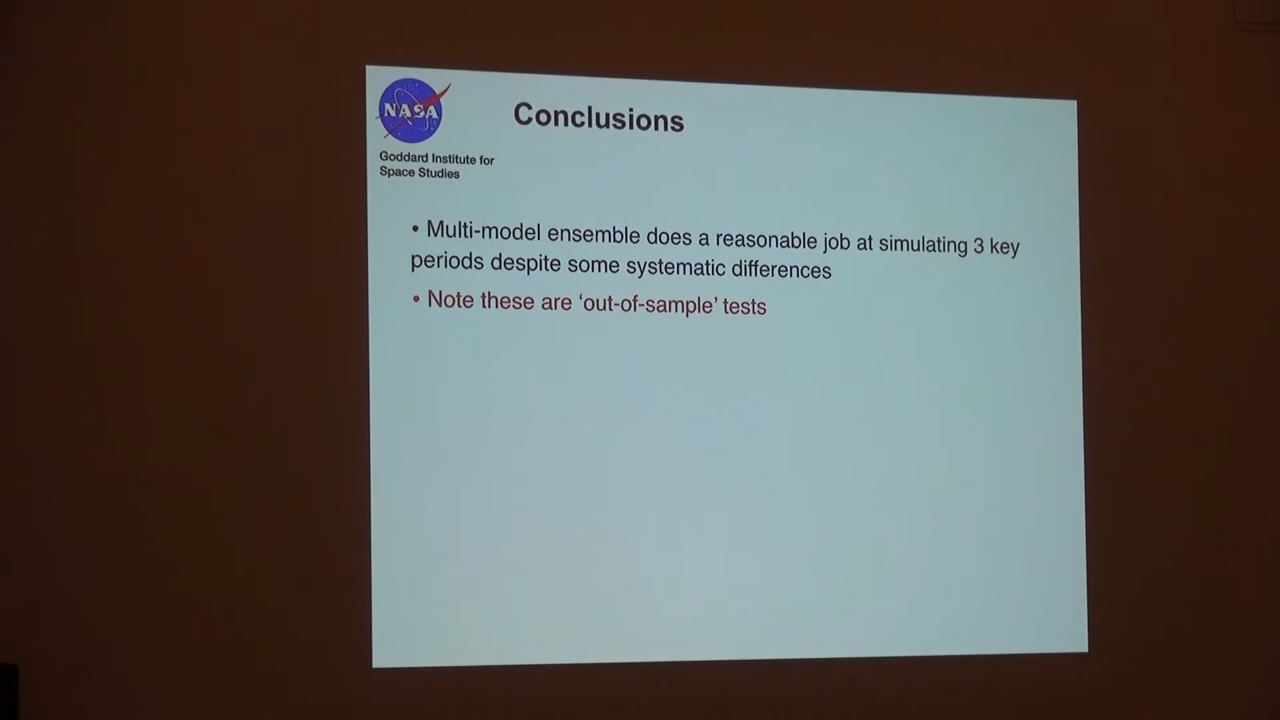 NASA
Conclusions
Goddard Institute for
Space Studies
• Multi-model ensemble does a reasonable job at simulating 3 key
periods despite some systematic differences
• Note these are ‘out-of-sample’ tests